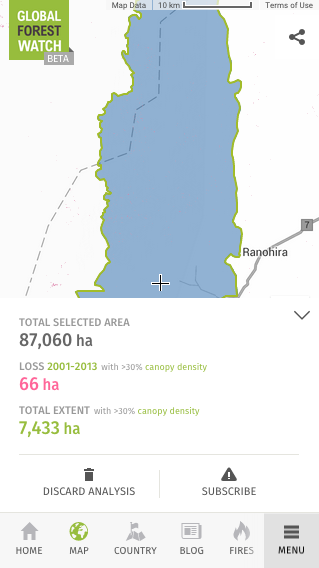 Map Data
10 km
Terms of Use
GLOBAL
FOREST
WATCH
BETA
7
Ranohira
TOTAL SELECTED AREA
87,060 ha
LOSS 2001-2013 with >30% canopy density
66 ha
TOTAL EXTENT with >30% canopy density
7,433 ha
DISCARD ANALYSIS
SUBSCRIBE
HOME
MAP
COUNTRY
BLOG
FIRES
MENU